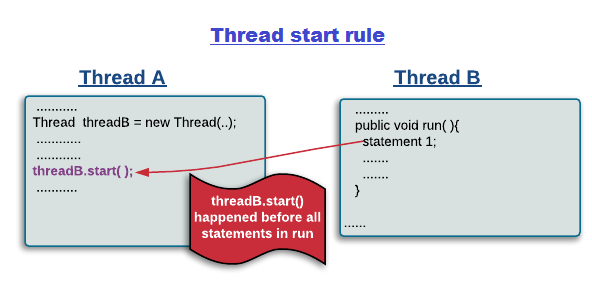 Thread start rule
Thread A
...........
Thread  threadB = new Thread(..);
............
............
threadB.start( );
...........
Thread B
.........
public void run( ){
statement 1;
.......
.......
}
......
threadB.start()
happened before all
statements in run